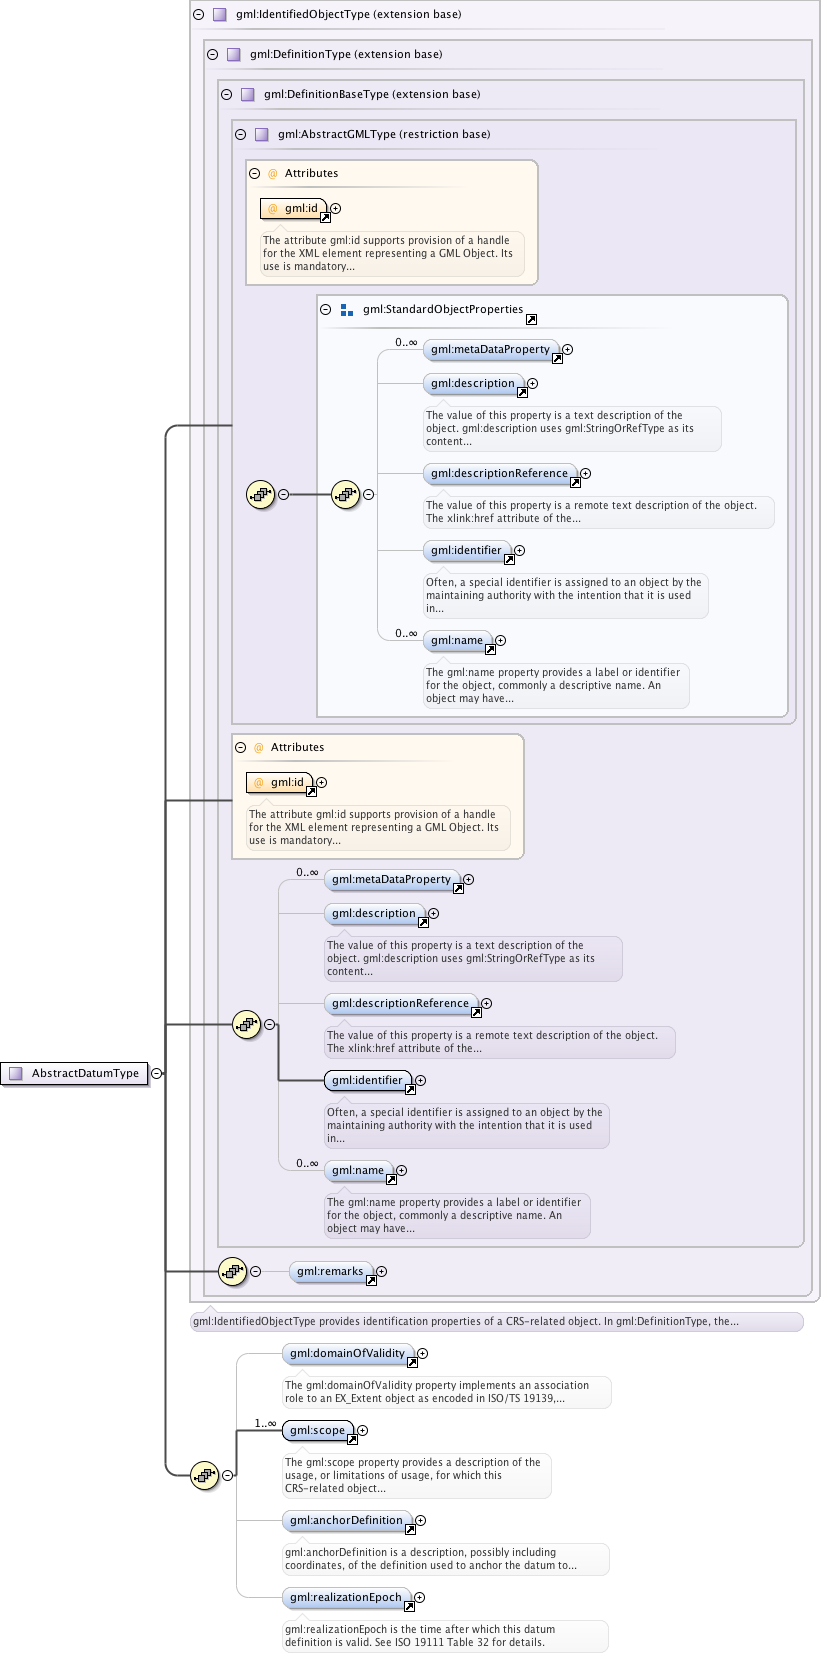 gml:IdentifiedObjectType (extension base)
gml:DefinitionType (extension base)
gml:DefinitionBaseType (extension base)
gml:AbstractGMLType (restriction base)
@ Attributes
@ gml:id
The attribute gml:id supports provision of a handle
for the XML element representing a GML Object. Its
use is mandatory...
gml:StandardObjectProperties
0..∞
gml:metaDataProperty
gml:description
The value of this property is a text description of the
object. gml:description uses gml:StringOrRefType as its
content...
gml:descriptionReference
The value of this property is a remote text description of the object.
The xlink:href attribute of the...
gml:identifier
Often, a special identifier is assigned to an object by the
maintaining authority with the intention that it is used
in...
0..∞
gml:name
The gml:name property provides a label or identifier
for the object, commonly a descriptive name. An
object may have...
@ Attributes
@ gml:id
The attribute gml:id supports provision of a handle
for the XML element representing a GML Object. Its
use is mandatory...
0..∞
gml:metaDataProperty
gml:description
The value of this property is a text description of the
object. gml:description uses gml:StringOrRefType as its
content...
gml:descriptionReference
The value of this property is a remote text description of the object.
The xlink:href attribute of the...
AbstractDatumType
gml:identifier
Often, a special identifier is assigned to an object by the
maintaining authority with the intention that it is used
in...
0..∞
gml:name
The gml:name property provides a label or identifier
for the object, commonly a descriptive name. An
object may have...
gml:remarks
gml:IdentifiedObjectType provides identification properties of a CRS-related object. In gml:DefinitionType, the...
gml:domainOfValidity
The gml:domainOfValidity property implements an association
role to an EX_Extent object as encoded in ISO/TS 19139,...
1..∞
gml:scope
The gml:scope property provides a description of the
usage, or limitations of usage, for which this
CRS-related object...
gml:anchorDefinition
gml:anchorDefinition is a description, possibly including
coordinates, of the definition used to anchor the datum to...
gml:realizationEpoch
gml:realizationEpoch is the time after which this datum
definition is valid. See ISO 19111 Table 32 for details.